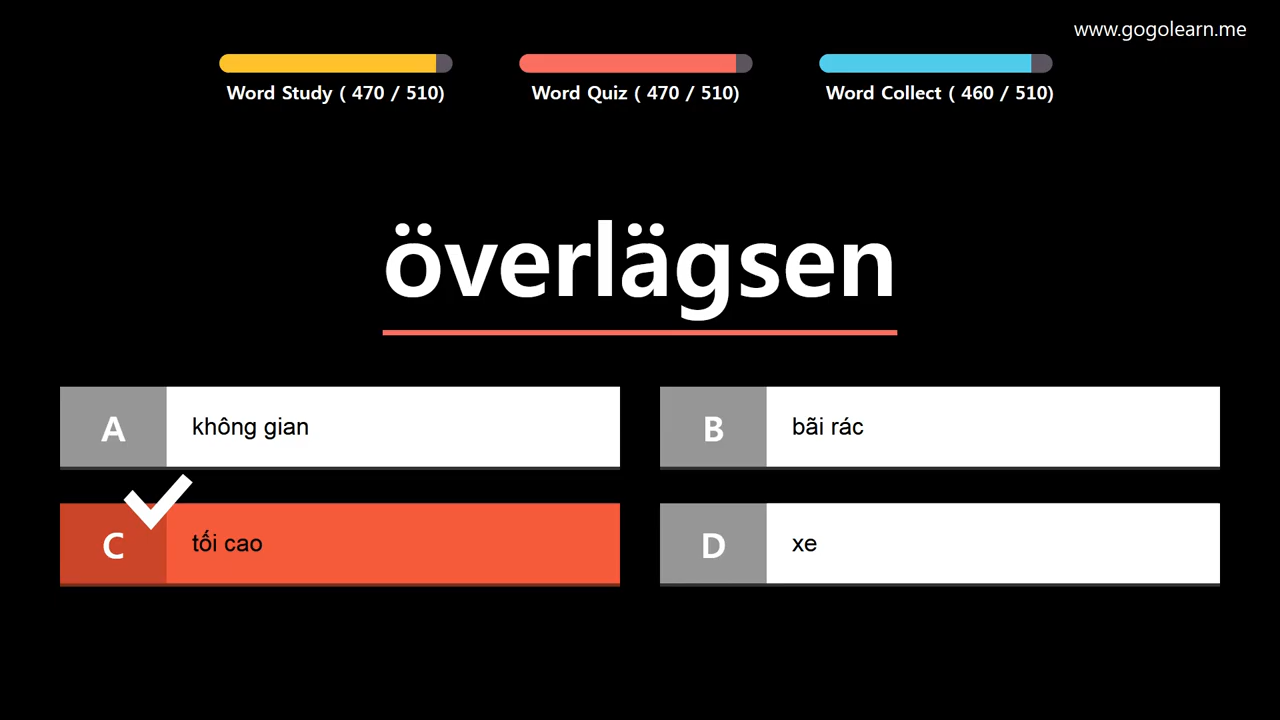 www.gogolearn.me
Word Study ( 470 / 510)
Word Quiz ( 470 / 510)
Word Collect ( 460 / 510)
överlägsen
A không gian
B bãi rác
C tối cao
D xe